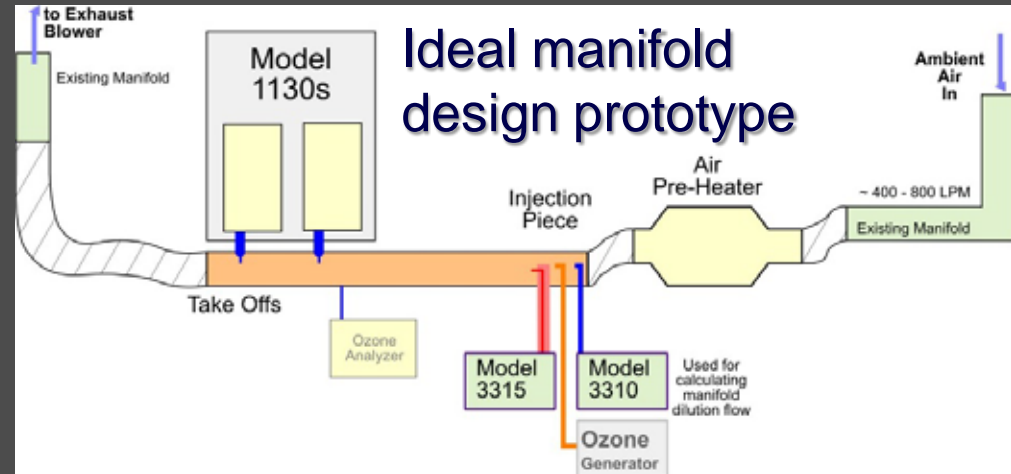 to Exhaust
Blower
Existing Manifold
Model
1130s
Ideal manifold
design prototype
Ambient
Air
In
Air
Pre-Heater
Injection
Piece
~ 400 - 800 LPM
Existing Manifold
Take Offs
Ozone
Analyzer
Model
3315
Model
3310
Used for
calculating
manifold
dilution flow
Ozone
Generator